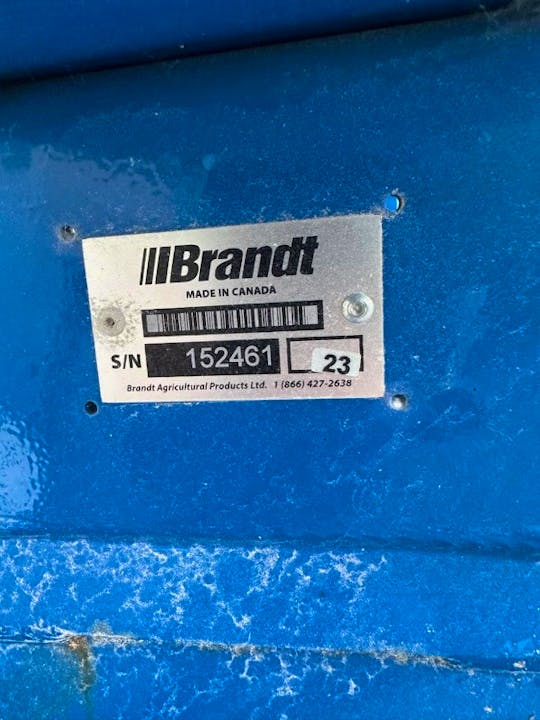 Brandt
MADE IN CANADA
S/N 152461 23
Brandt Agricultural Products Ltd. 1 (866) 427-2638